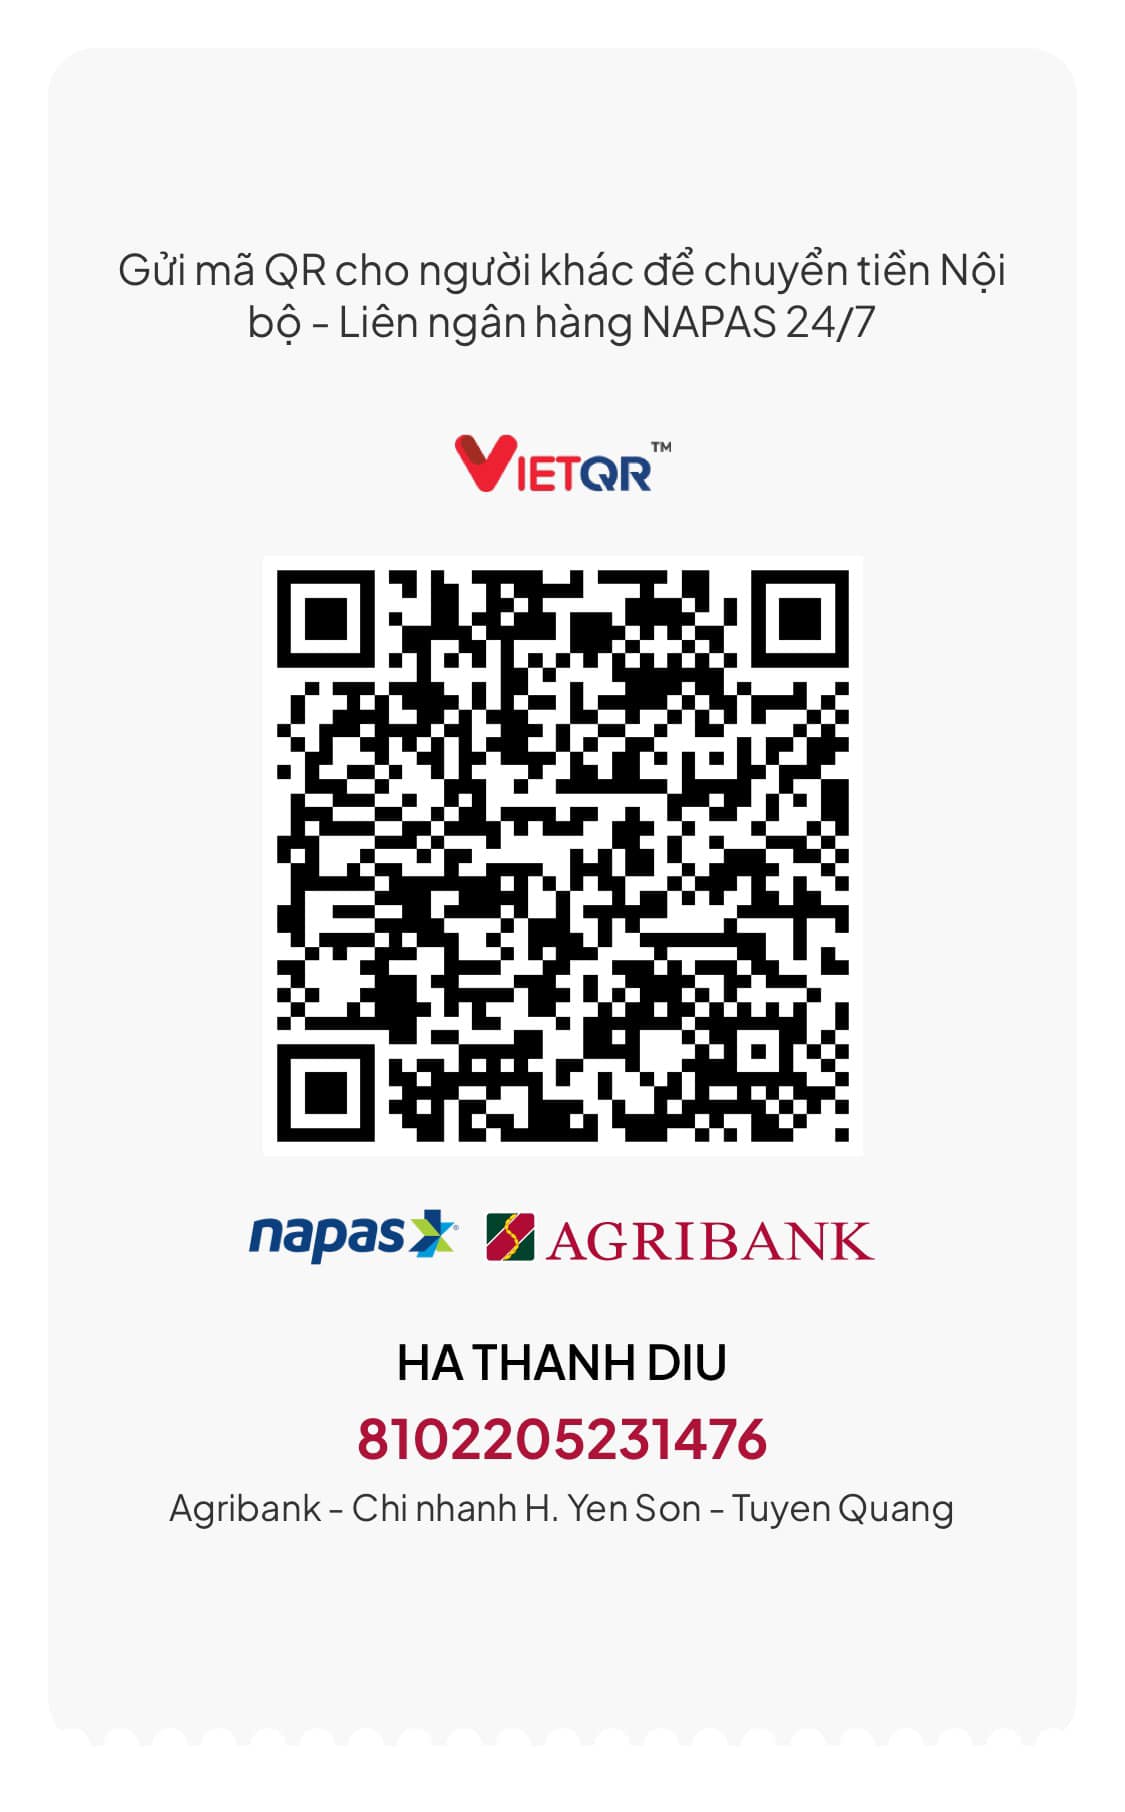 Gửi mã QR cho người khác để chuyển tiền Nội
bộ - Liên ngân hàng NAPAS 24/7
VIETQR™
napas AGRIBANK
HA THANH DIU
8102205231476
Agribank - Chi nhanh H. Yen Son - Tuyen Quang